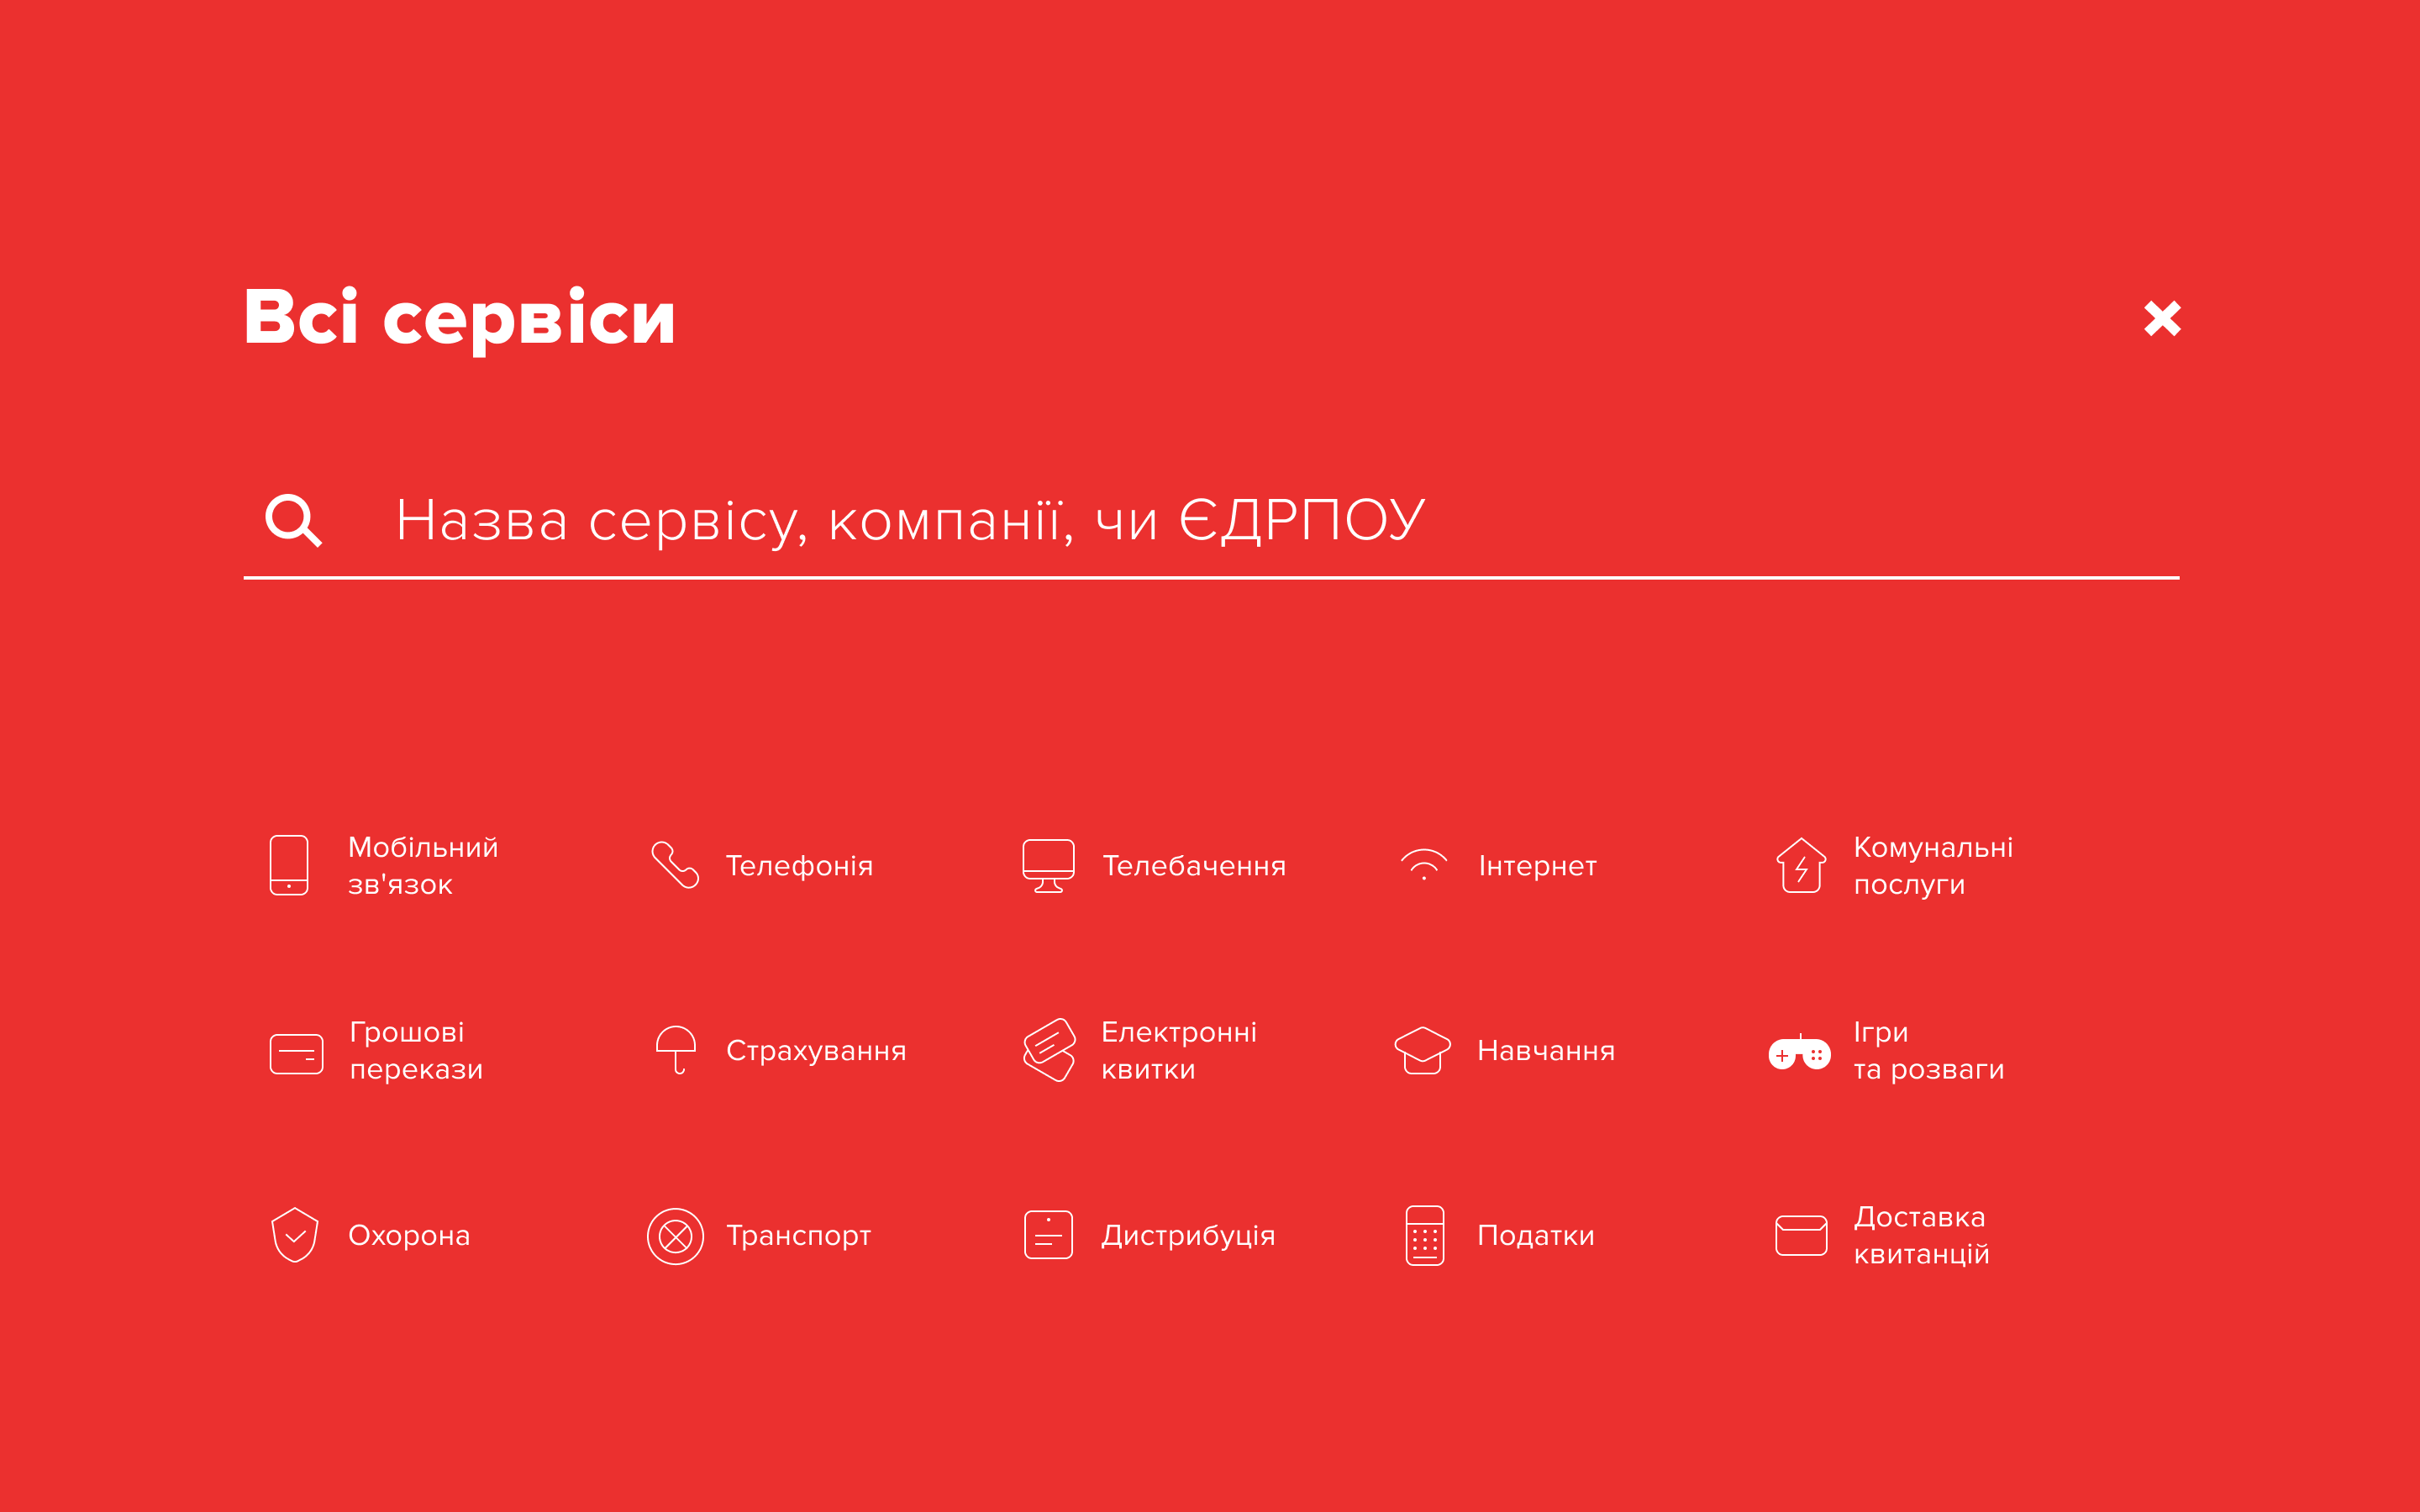 Всі сервіси
Назва сервісу, компанії, чи ЄДРПОУ
Мобільний
зв'язок
Телефонія
Телебачення
Інтернет
Комунальні
послуги
Грошові
перекази
Страхування
Електронні
квитки
Навчання
Ігри
та розваги
Охорона
Транспорт
Дистрибуція
Податки
Доставка
квитанцій